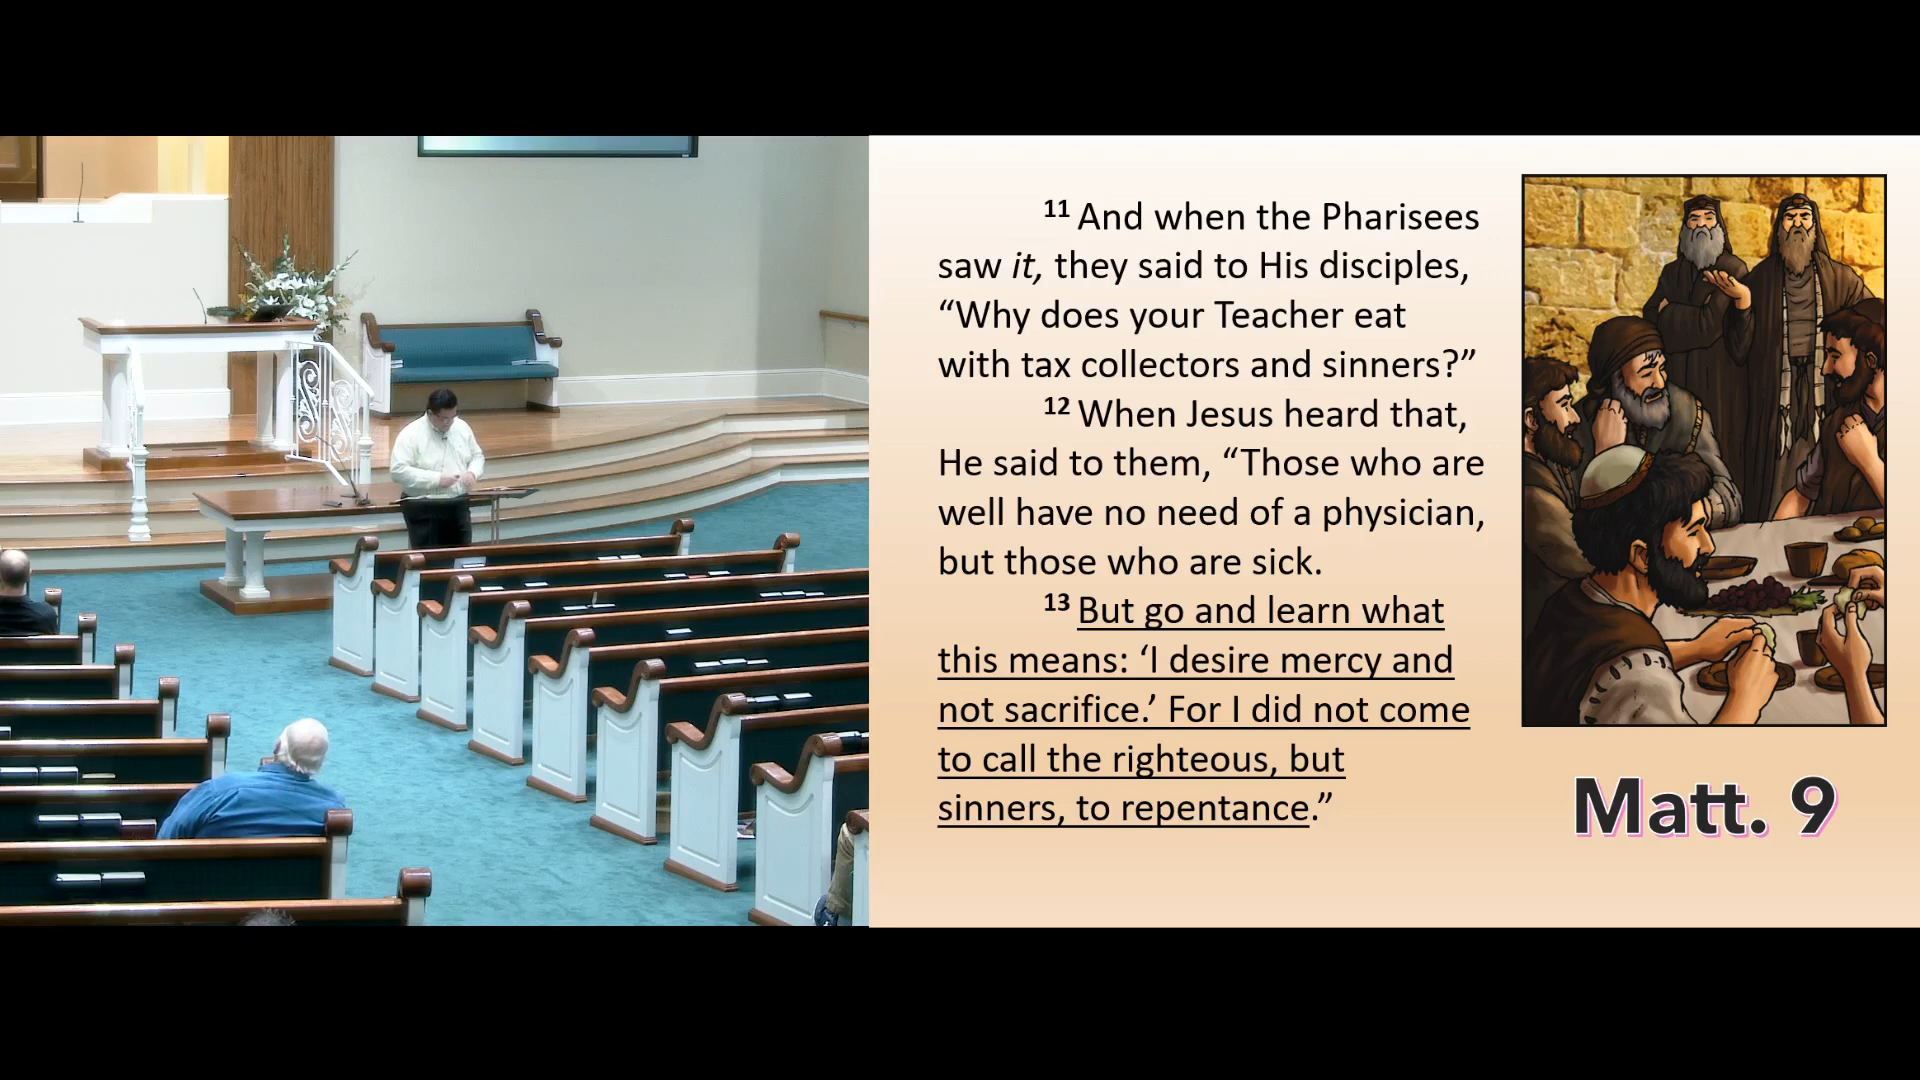 11 And when the Pharisees
saw it, they said to His disciples,
“Why does your Teacher eat
with tax collectors and sinners?”
12 When Jesus heard that,
He said to them, “Those who are
well have no need of a physician,
but those who are sick.
13 But go and learn what
this means: ‘I desire mercy and
not sacrifice.’ For I did not come
to call the righteous, but
sinners, to repentance.”
Matt. 9